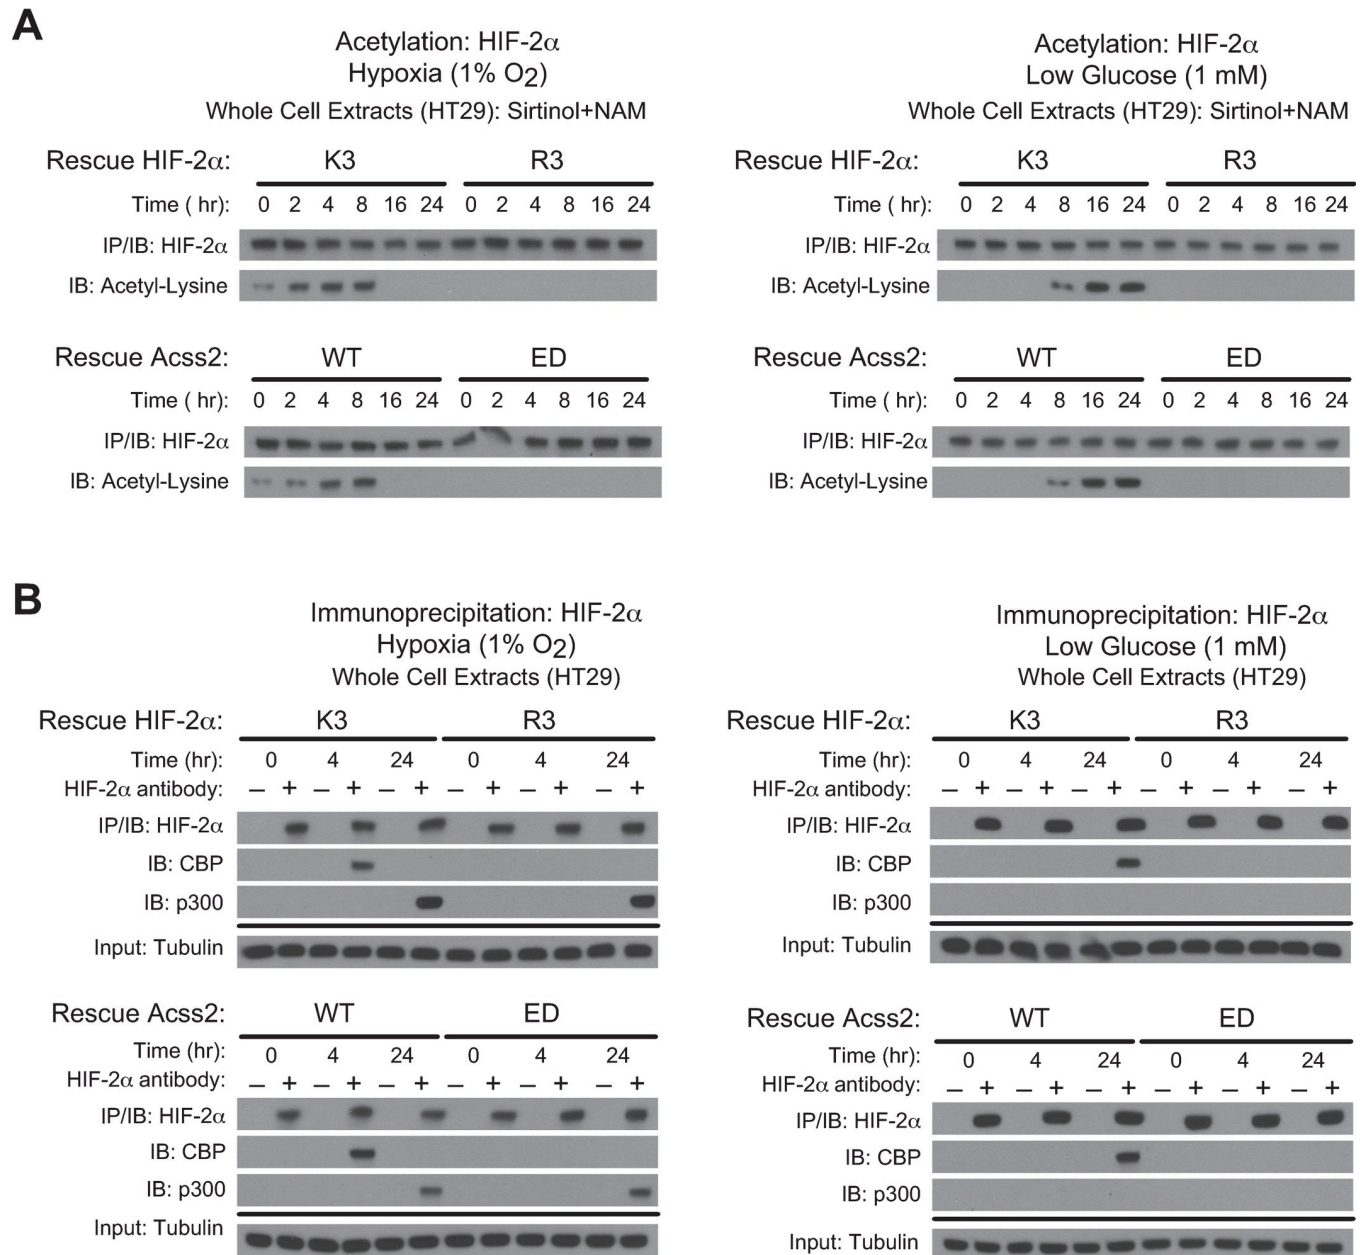 A
Acetylation: HIF-2α
Hypoxia (1% O2)
Whole Cell Extracts (HT29): Sirtinol+NAM
Rescue HIF-2α: K3 R3
Time ( hr): 0 2 4 8 16 24 0 2 4 8 16 24
IP/IB: HIF-2α
IB: Acetyl-Lysine
Rescue Acss2: WT ED
Time ( hr): 0 2 4 8 16 24 0 2 4 8 16 24
IP/IB: HIF-2α
IB: Acetyl-Lysine
Acetylation: HIF-2α
Low Glucose (1 mM)
Whole Cell Extracts (HT29): Sirtinol+NAM
Rescue HIF-2α: K3 R3
Time ( hr): 0 2 4 8 16 24 0 2 4 8 16 24
IP/IB: HIF-2α
IB: Acetyl-Lysine
Rescue Acss2: WT ED
Time ( hr): 0 2 4 8 16 24 0 2 4 8 16 24
IP/IB: HIF-2α
IB: Acetyl-Lysine
B
Immunoprecipitation: HIF-2α
Hypoxia (1% O2)
Whole Cell Extracts (HT29)
Rescue HIF-2α: K3 R3
Time (hr): 0 4 24 0 4 24
HIF-2α antibody: – + – + – + – + – + – +
IP/IB: HIF-2α
IB: CBP
IB: p300
Input: Tubulin
Rescue Acss2: WT ED
Time (hr): 0 4 24 0 4 24
HIF-2α antibody: – + – + – + – + – + – +
IP/IB: HIF-2α
IB: CBP
IB: p300
Input: Tubulin
Immunoprecipitation: HIF-2α
Low Glucose (1 mM)
Whole Cell Extracts (HT29)
Rescue HIF-2α: K3 R3
Time (hr): 0 4 24 0 4 24
HIF-2α antibody: – + – + – + – + – + – +
IP/IB: HIF-2α
IB: CBP
IB: p300
Input: Tubulin
Rescue Acss2: WT ED
Time (hr): 0 4 24 0 4 24
HIF-2α antibody: – + – + – + – + – + – +
IP/IB: HIF-2α
IB: CBP
IB: p300
Input: Tubulin